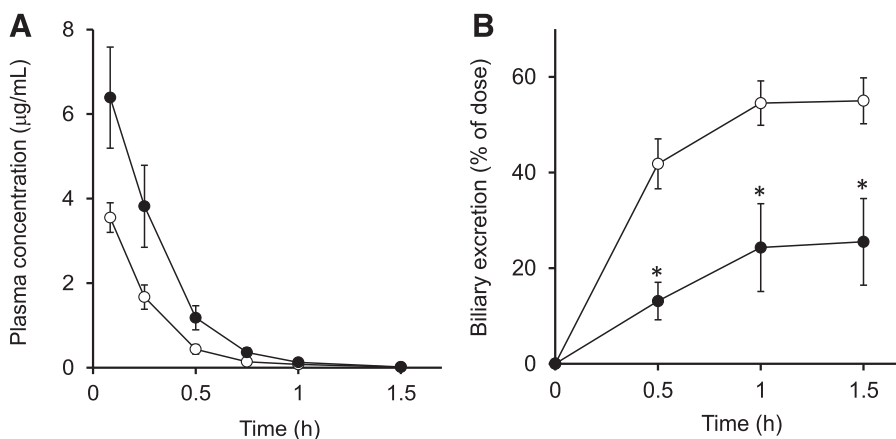 A
Plasma concentration (μg/mL)
8
6
4
2
0
0 0.5 1 1.5
Time (h)
B
Biliary excretion (% of dose)
60
40
20
0
*
*
*
0 0.5 1 1.5
Time (h)